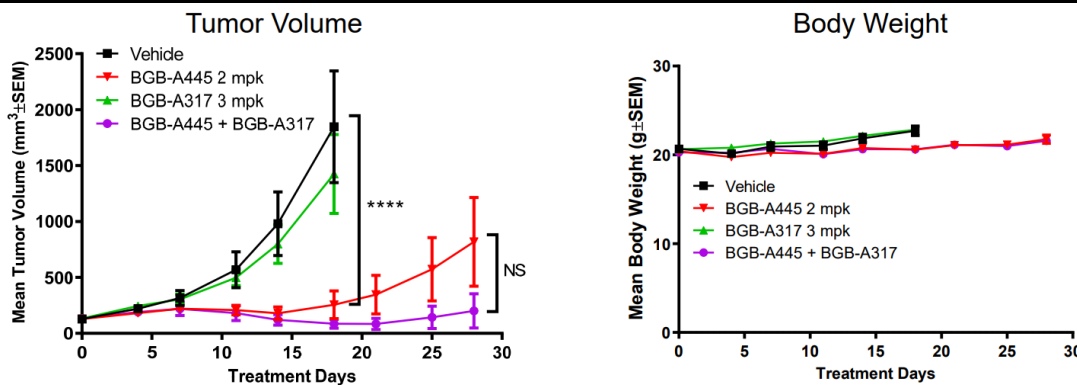 Tumor Volume
Mean Tumor Volume (mm³±SEM)
2500
2000
1500
1000
500
0
Vehicle
BGB-A445 2 mpk
BGB-A317 3 mpk
BGB-A445 + BGB-A317
****
NS
0 5 10 15 20 25 30
Treatment Days
Body Weight
Mean Body Weight (g±SEM)
30
20
10
0
Vehicle
BGB-A445 2 mpk
BGB-A317 3 mpk
BGB-A445 + BGB-A317
0 5 10 15 20 25 30
Treatment Days